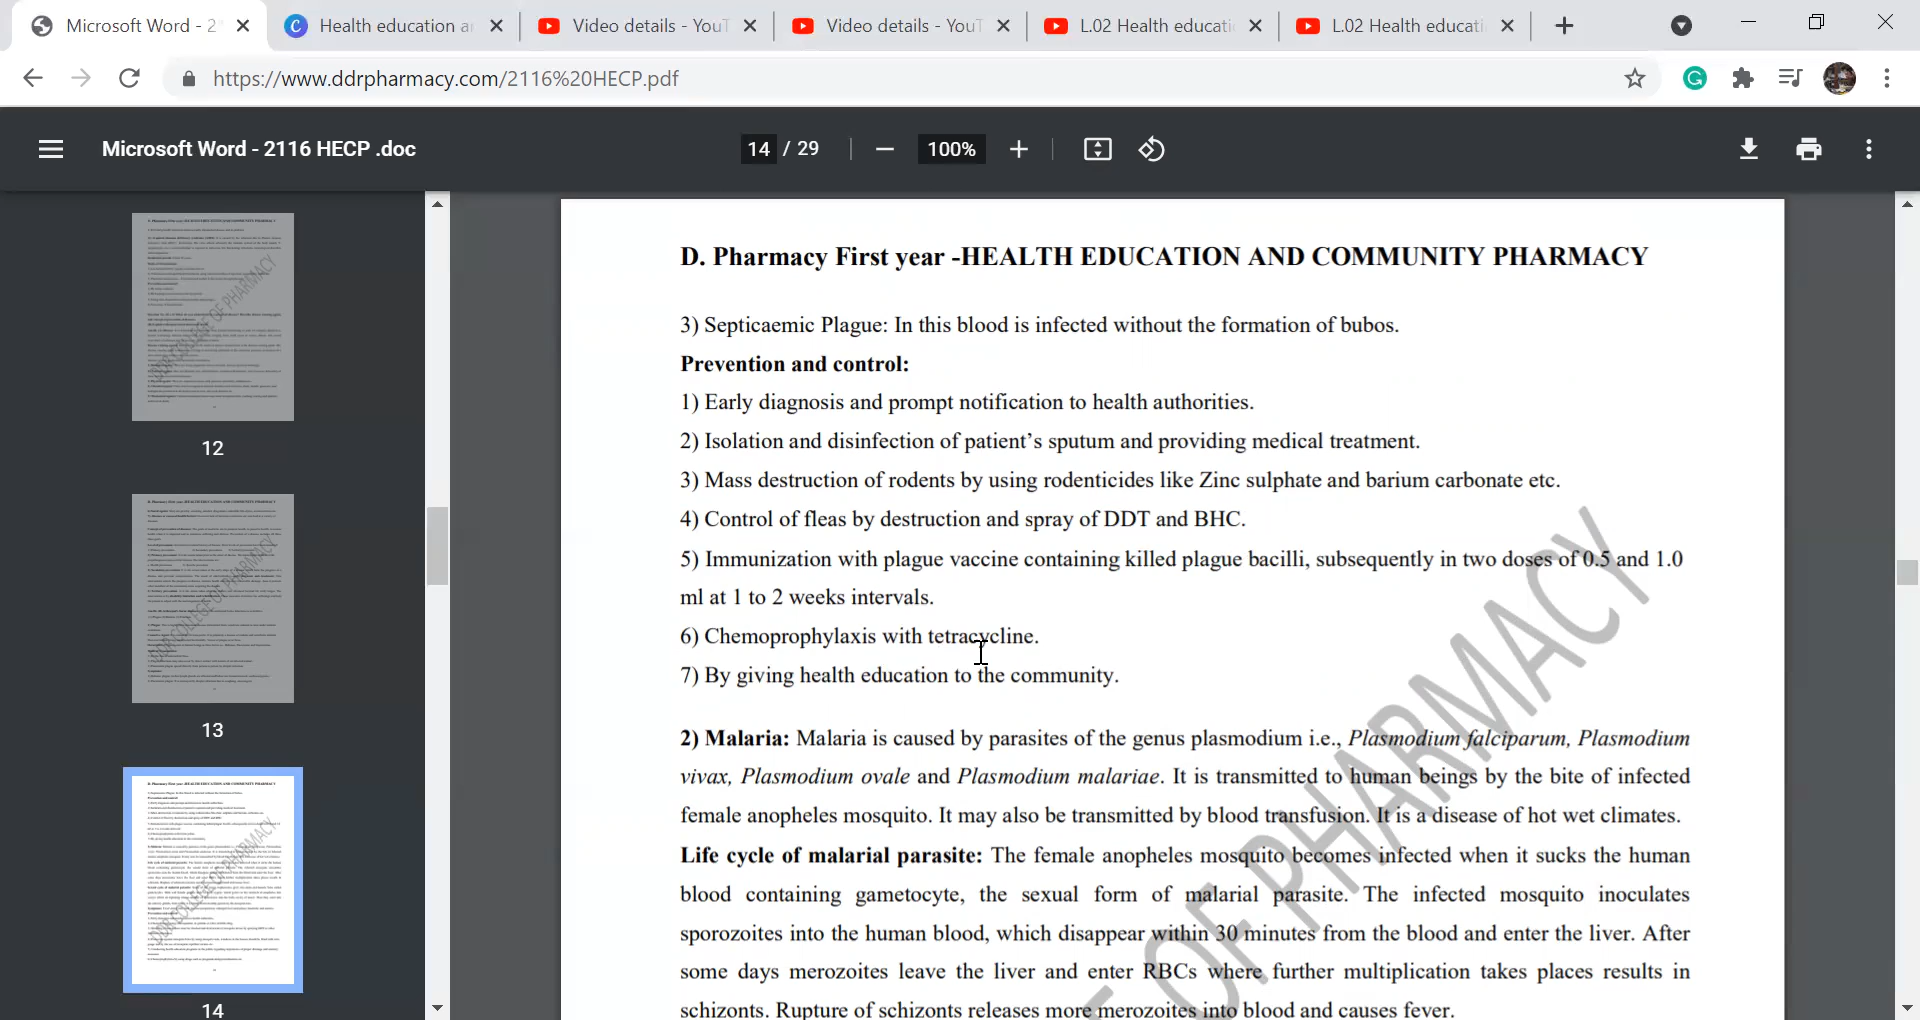 Microsoft Word - 2
Health education a
Video details - YouT
Video details - YouT
L.02 Health educati
L.02 Health educati
https://www.ddrpharmacy.com/2116%20HECP.pdf
Microsoft Word - 2116 HECP .doc
14 / 29
100%
12
13
14
D. Pharmacy First year -HEALTH EDUCATION AND COMMUNITY PHARMACY
3) Septicaemic Plague: In this blood is infected without the formation of bubos.
Prevention and control:
1) Early diagnosis and prompt notification to health authorities.
2) Isolation and disinfection of patient’s sputum and providing medical treatment.
3) Mass destruction of rodents by using rodenticides like Zinc sulphate and barium carbonate etc.
4) Control of fleas by destruction and spray of DDT and BHC.
5) Immunization with plague vaccine containing killed plague bacilli, subsequently in two doses of 0.5 and 1.0
ml at 1 to 2 weeks intervals.
6) Chemoprophylaxis with tetracycline.
7) By giving health education to the community.
2) Malaria: Malaria is caused by parasites of the genus plasmodium i.e., Plasmodium falciparum, Plasmodium
vivax, Plasmodium ovale and Plasmodium malariae. It is transmitted to human beings by the bite of infected
female anopheles mosquito. It may also be transmitted by blood transfusion. It is a disease of hot wet climates.
Life cycle of malarial parasite: The female anopheles mosquito becomes infected when it sucks the human
blood containing gametocyte, the sexual form of malarial parasite. The infected mosquito inoculates
sporozoites into the human blood, which disappear within 30 minutes from the blood and enter the liver. After
some days merozoites leave the liver and enter RBCs where further multiplication takes places results in
schizonts. Rupture of schizonts releases more merozoites into blood and causes fever.
OF PHARMACY